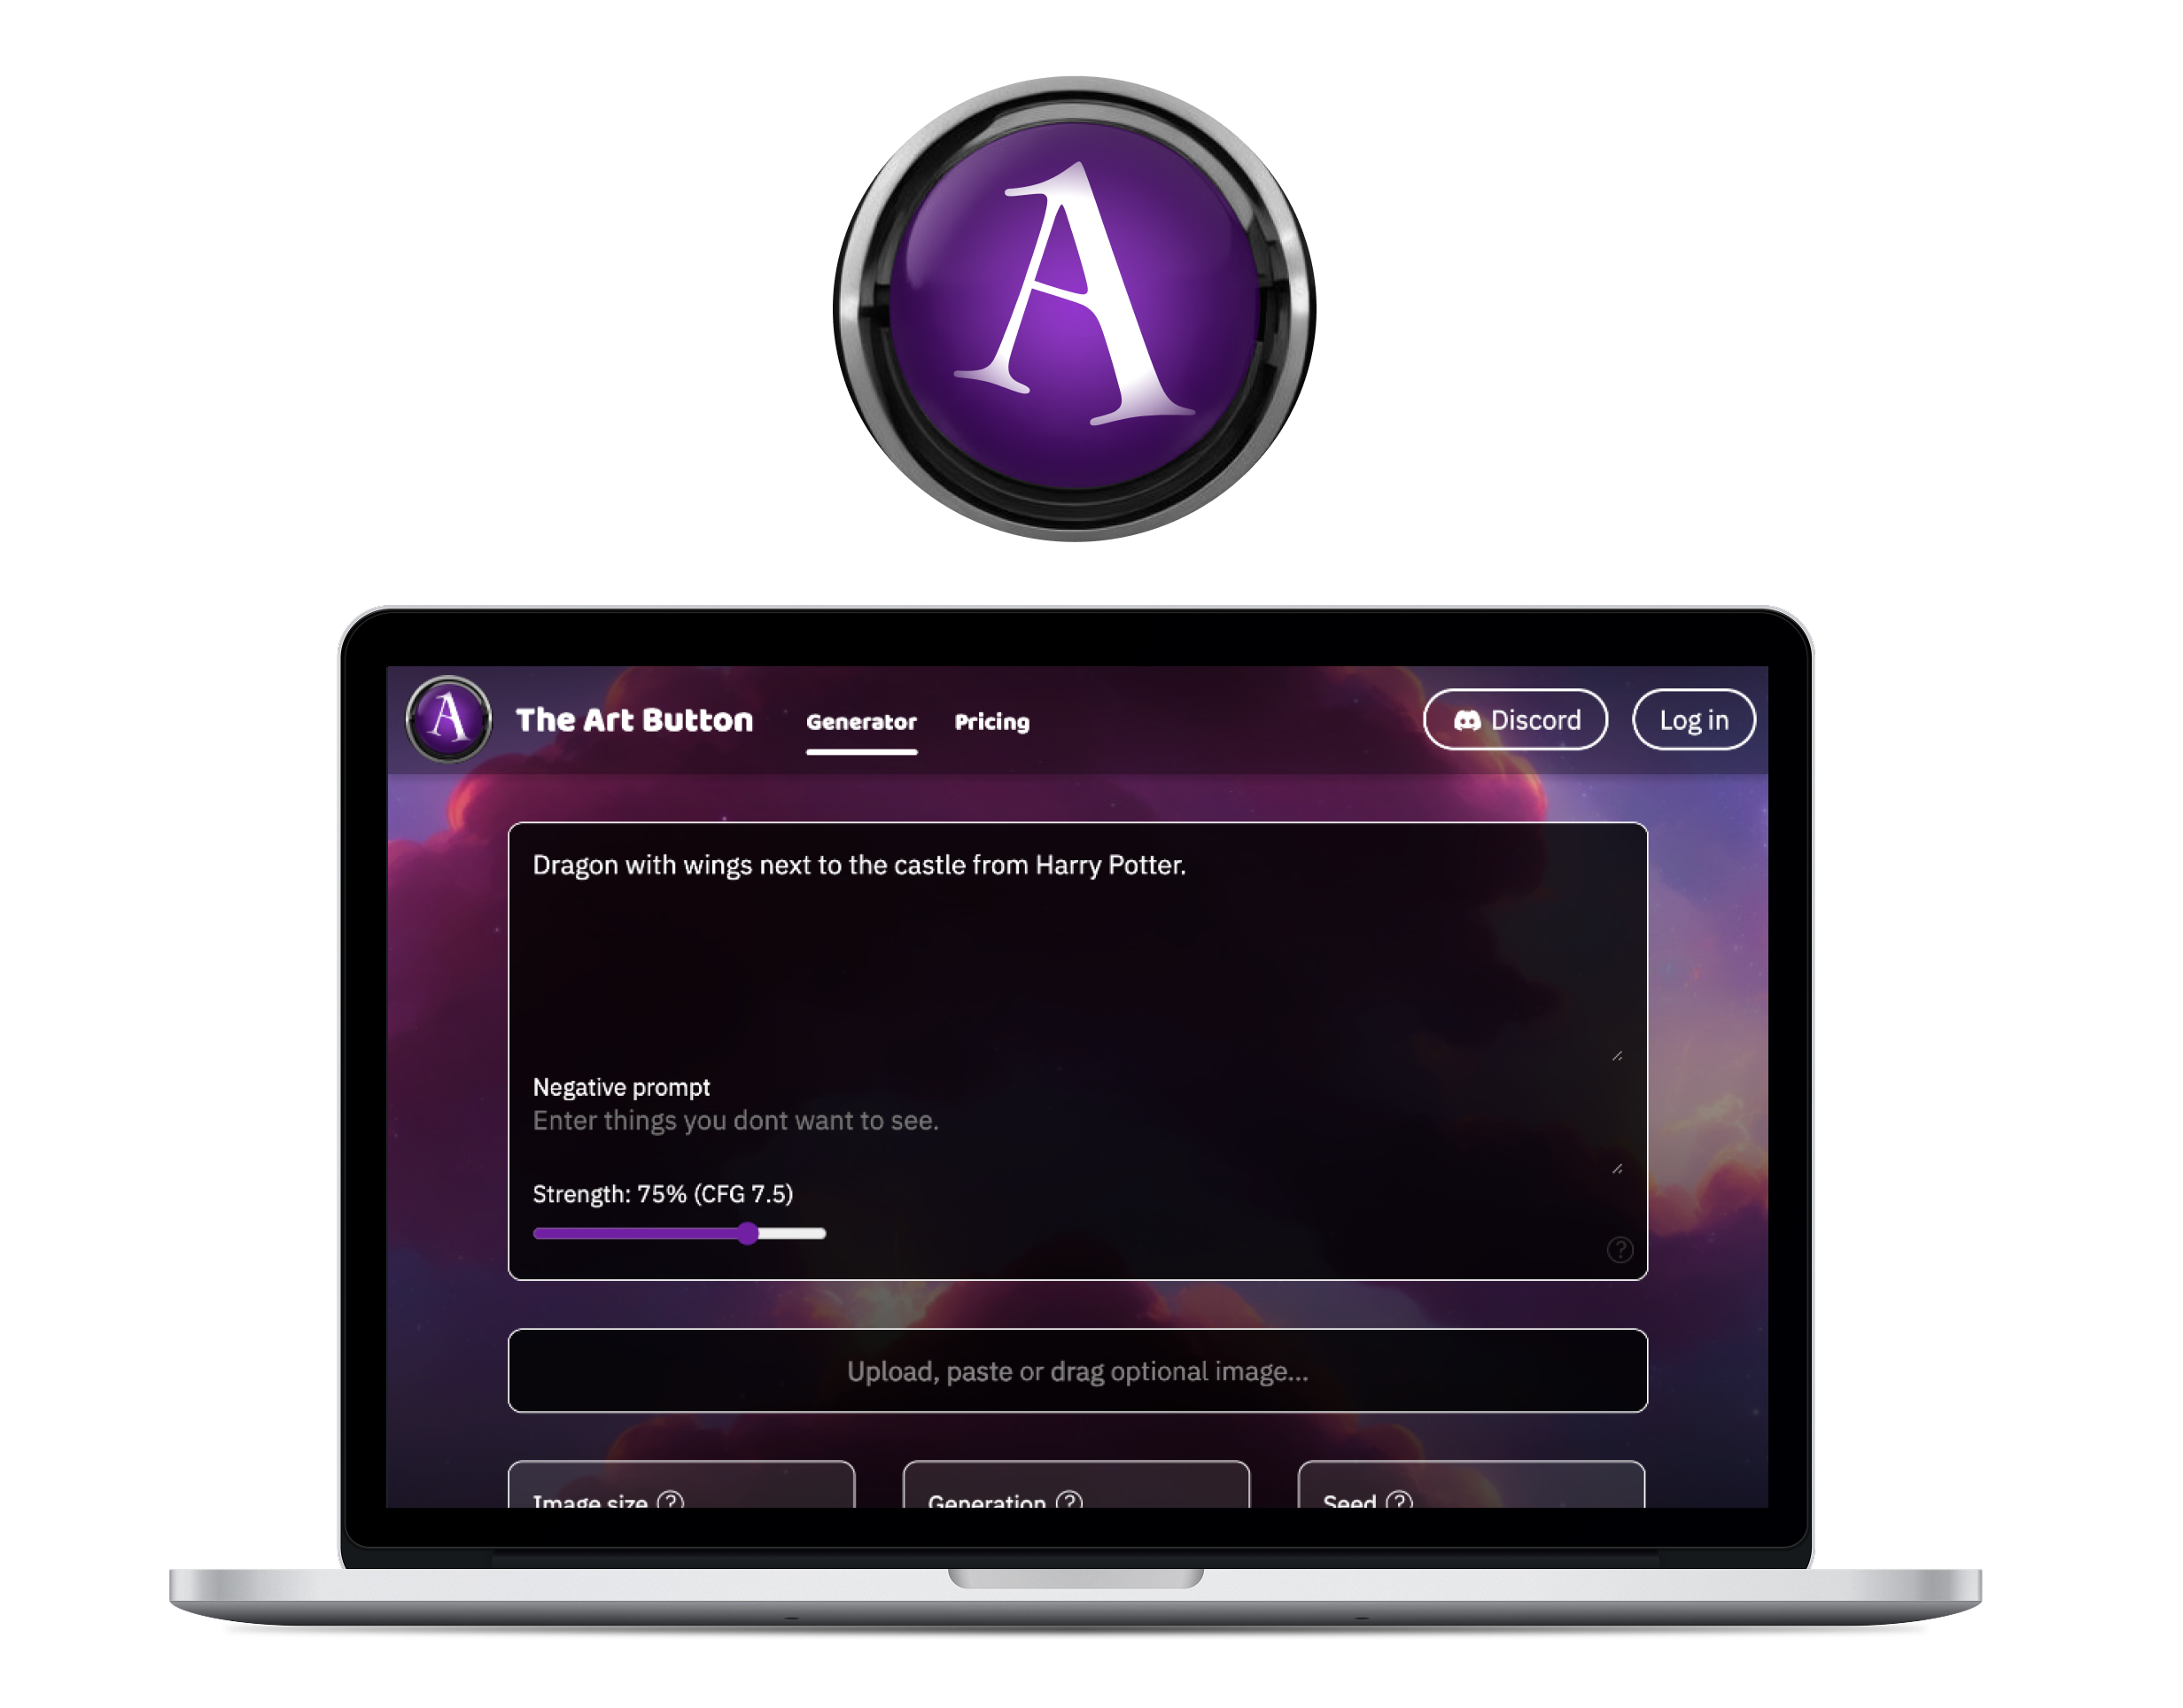 A
A The Art Button Generator Pricing Discord Log in
Dragon with wings next to the castle from Harry Potter.
Negative prompt
Enter things you dont want to see.
Strength: 75% (CFG 7.5)
?
Upload, paste or drag optional image...
Image size ? Generation ? Seed ?